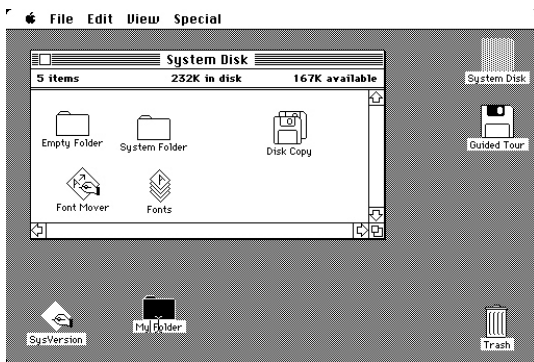 File Edit View Special
System Disk
5 items 232K in disk 167K available
Empty Folder
System Folder
Disk Copy
Font Mover
Fonts
System Disk
Guided Tour
SysVersion
My Folder
Trash